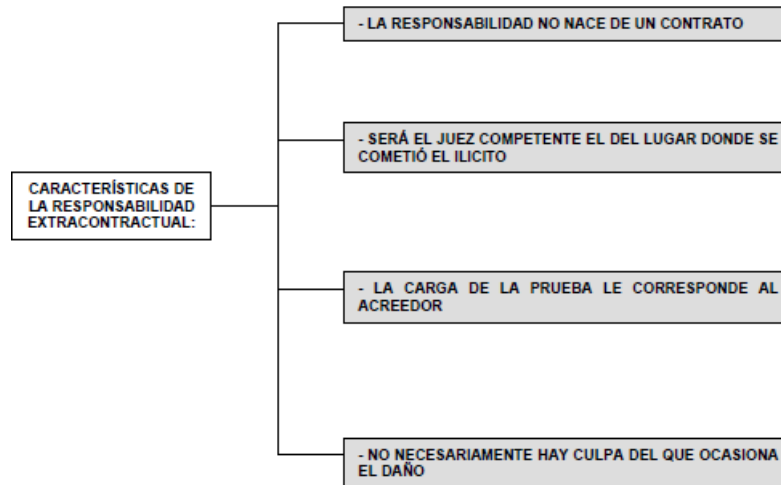 - LA RESPONSABILIDAD NO NACE DE UN CONTRATO
- SERÁ EL JUEZ COMPETENTE EL DEL LUGAR DONDE SE
COMETIÓ EL ILICITO
CARACTERÍSTICAS DE
LA RESPONSABILIDAD
EXTRACONTRACTUAL:
- LA CARGA DE LA PRUEBA LE CORRESPONDE AL
ACREEDOR
- NO NECESARIAMENTE HAY CULPA DEL QUE OCASIONA
EL DAÑO